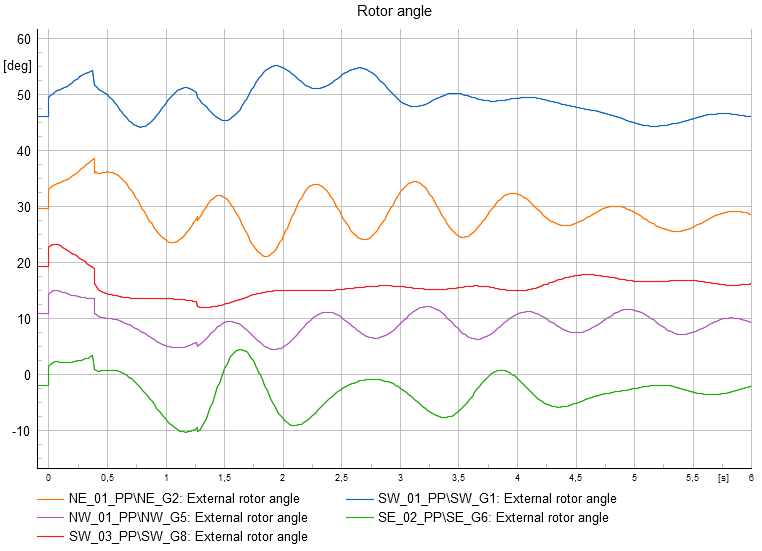 Rotor angle
60
[deg]
50
40
30
20
10
0
-10
0 0,5 1 1,5 2 2,5 3 3,5 4 4,5 5 5,5 [s] 6
NE_01_PP\NE_G2: External rotor angle SW_01_PP\SW_G1: External rotor angle
NW_01_PP\NW_G5: External rotor angle SE_02_PP\SE_G6: External rotor angle
SW_03_PP\SW_G8: External rotor angle